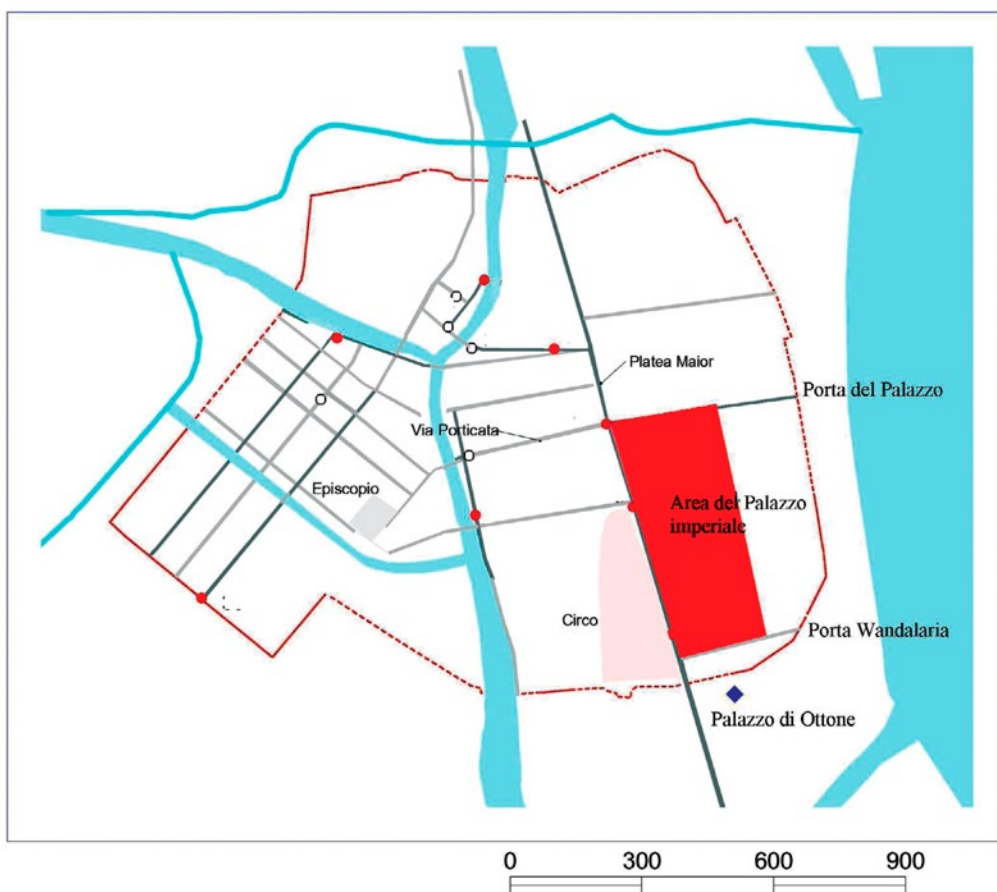 Platea Maior
Porta del Palazzo
Via Porticata
Episcopio
Area del Palazzo
imperiale
Circo
Porta Wandalaria
Palazzo di Ottone
0 300 600 900